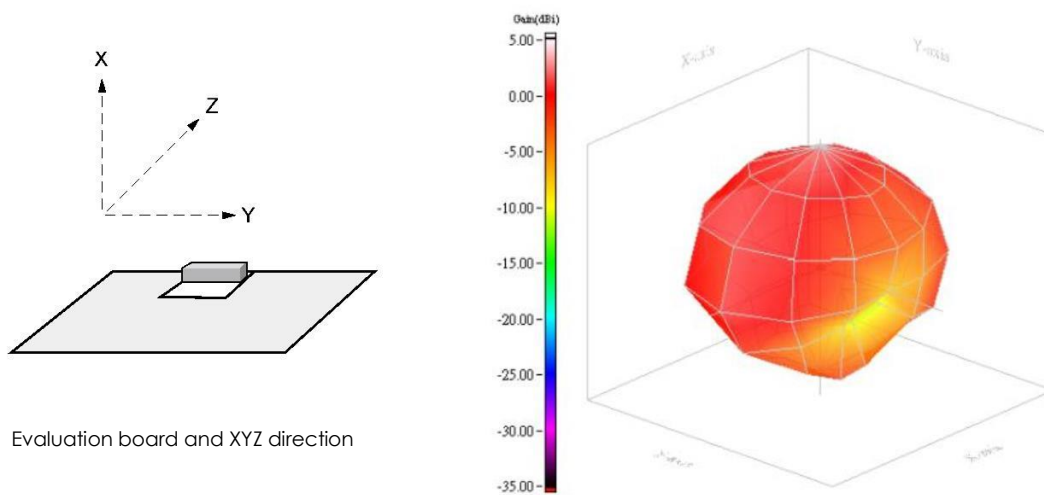 X
Z
Y
Evaluation board and XYZ direction
Gain(dBi)
5.00
0.00
-5.00
-10.00
-15.00
-20.00
-25.00
-30.00
-35.00
X-axis
Y-axis